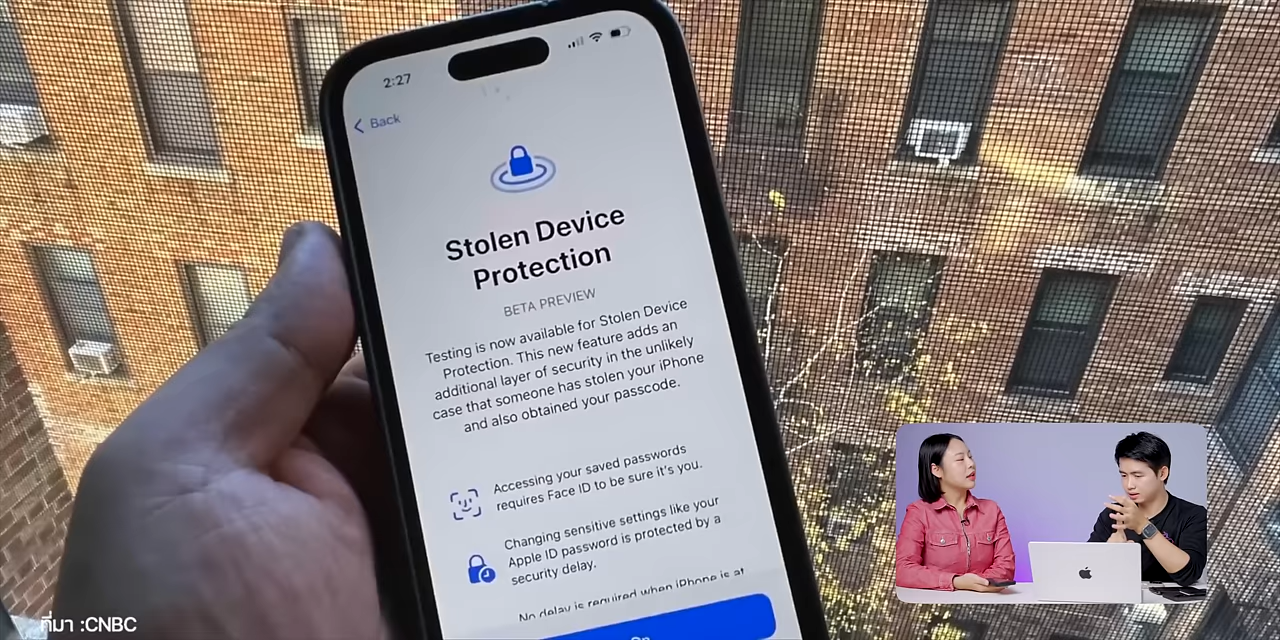 2:27
Back
Stolen Device
Protection
BETA PREVIEW
Testing is now available for Stolen Device
Protection. This new feature adds an
additional layer of security in the unlikely
case that someone has stolen your iPhone
and also obtained your passcode.
Accessing your saved passwords
requires Face ID to be sure it's you.
Changing sensitive settings like your
Apple ID password is protected by a
security delay.
No delay is required when iPhone is at
ที่มา :CNBC